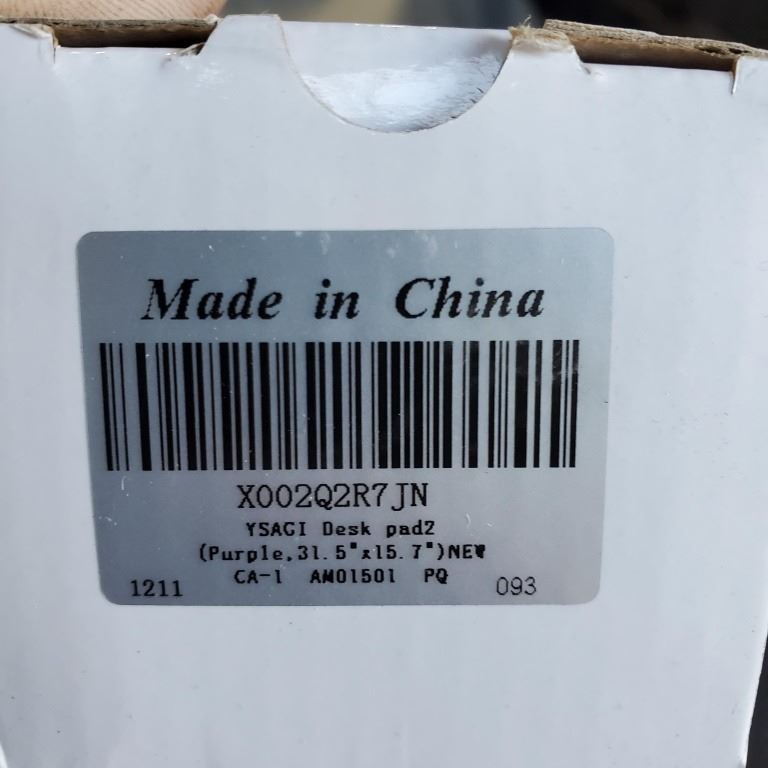 Made in China
X002Q2R7JN
YSAGI Desk pad2
(Purple,31.5"x15.7")NEW
CA-1 AM01501 PQ
1211 093